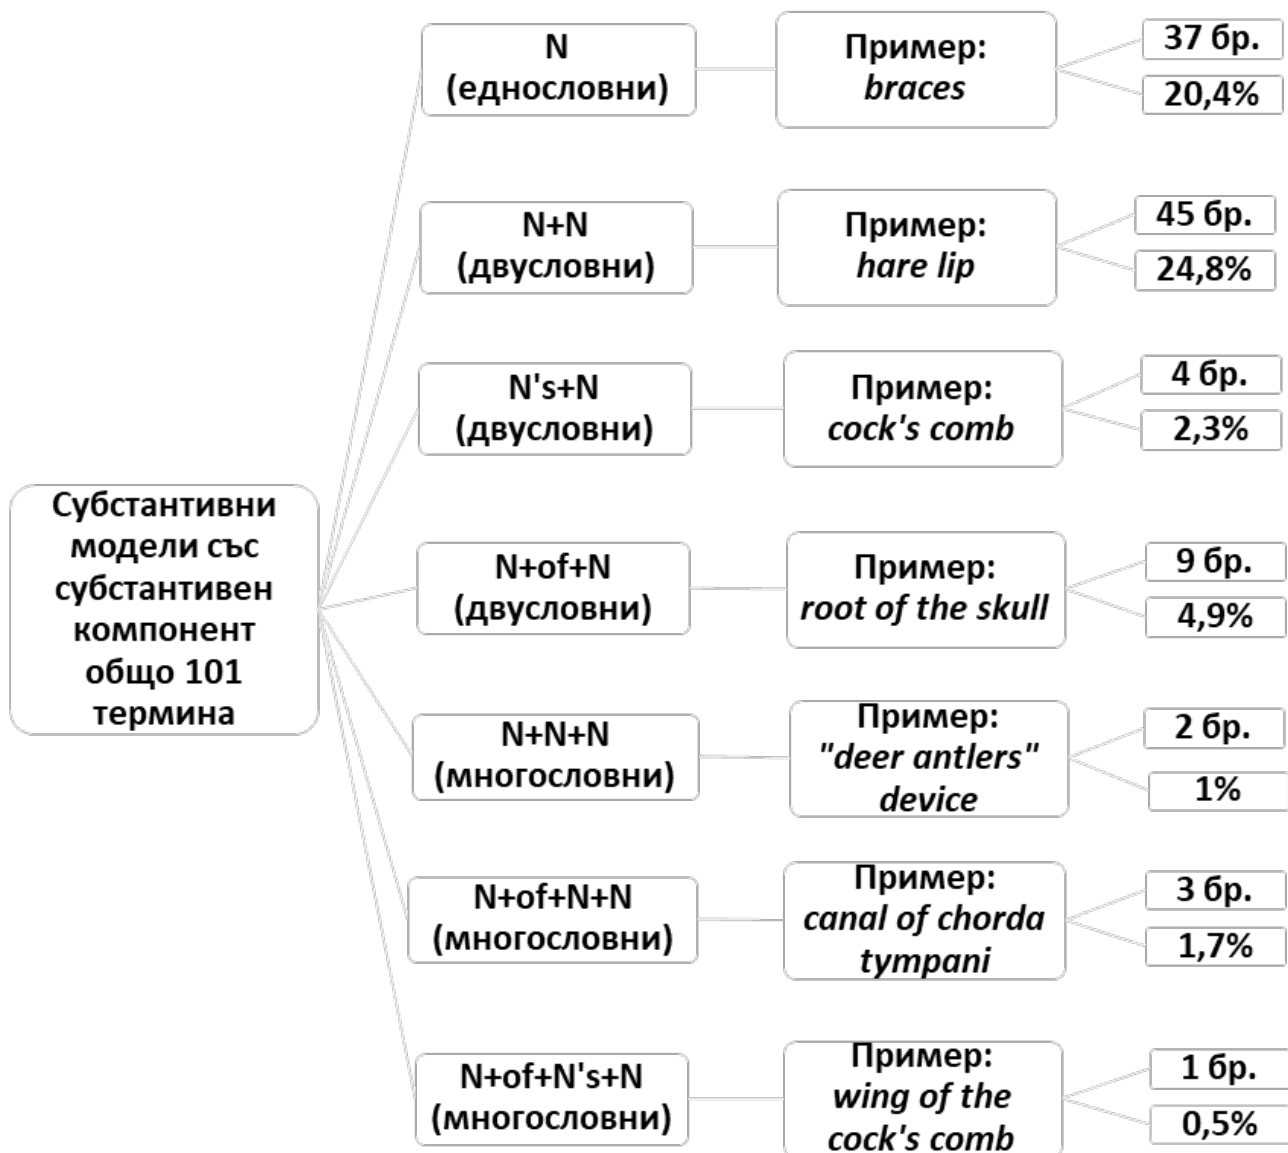 Субстантивни
модели със
субстантивен
компонент
общо 101
термина
N
(еднословни)
Пример:
braces
37 бр.
20,4%
N+N
(двусловни)
Пример:
hare lip
45 бр.
24,8%
N's+N
(двусловни)
Пример:
cock's comb
4 бр.
2,3%
N+of+N
(двусловни)
Пример:
root of the skull
9 бр.
4,9%
N+N+N
(многословни)
Пример:
"deer antlers"
device
2 бр.
1%
N+of+N+N
(многословни)
Пример:
canal of chorda
tympani
3 бр.
1,7%
N+of+N's+N
(многословни)
Пример:
wing of the
cock's comb
1 бр.
0,5%